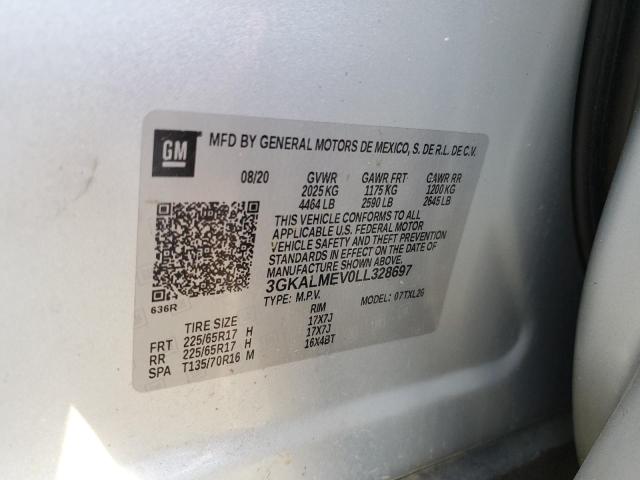 GM
MFD BY GENERAL MOTORS DE MEXICO, S. DE R.L. DE C.V.
08/20 GVWR GAWR FRT GAWR RR
2025 KG 1175 KG 1200 KG
4464 LB 2590 LB 2645 LB
THIS VEHICLE CONFORMS TO ALL
APPLICABLE U.S. FEDERAL MOTOR
VEHICLE SAFETY AND THEFT PREVENTION
STANDARDS IN EFFECT ON THE DATE OF
MANUFACTURE SHOWN ABOVE.
3GKALMEV0LL328697
636R
TYPE: M.P.V. MODEL: 07TXL26
TIRE SIZE RIM
FRT 225/65R17 H 17X7J
RR 225/65R17 H 17X7J
SPA T135/70R16 M 16X4BT